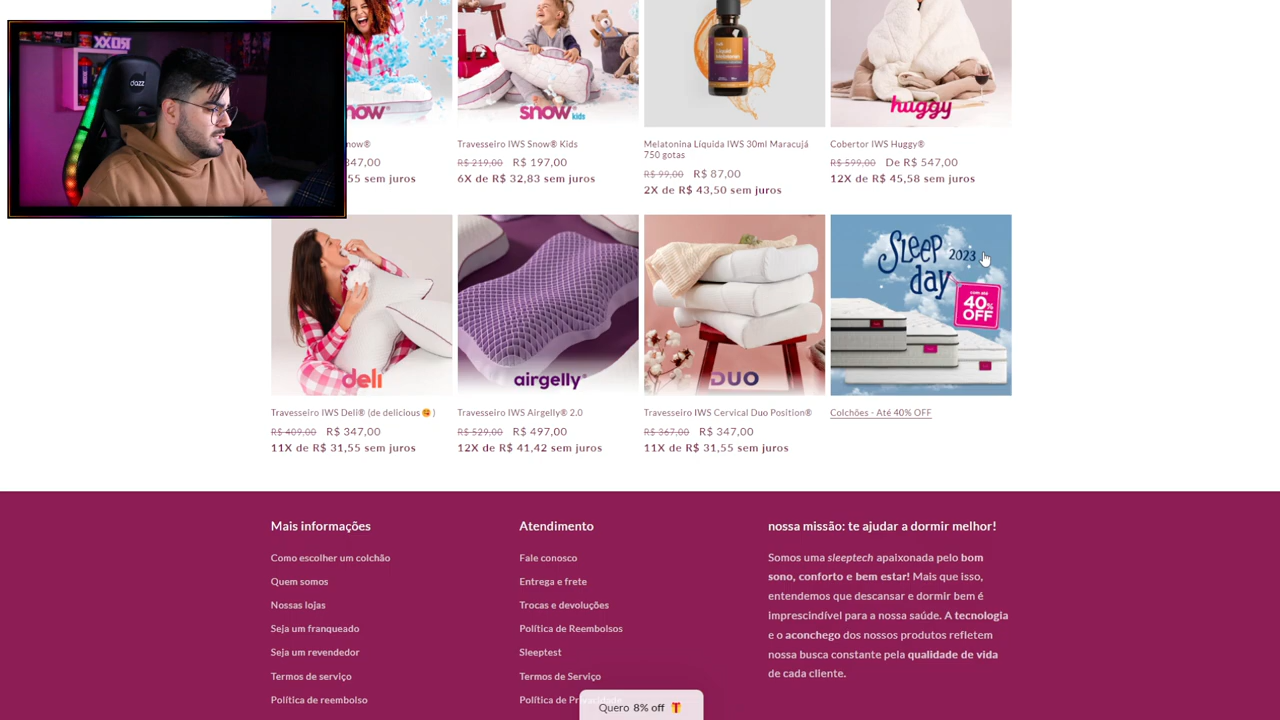 dazz
now®
347,00
55 sem juros
snow kids
Travesseiro IWS Snow® Kids
R$ 219,00 R$ 197,00
6X de R$ 32,83 sem juros
Melatonina Líquida IWS 30ml Maracujá
750 gotas
R$ 99,00 R$ 87,00
2X de R$ 43,50 sem juros
huggy
Cobertor IWS Huggy®
R$ 599,00 De R$ 547,00
12X de R$ 45,58 sem juros
deli
Travesseiro IWS Deli® (de delicious 😋)
R$ 409,00 R$ 347,00
11X de R$ 31,55 sem juros
airgelly®
Travesseiro IWS Airgelly® 2.0
R$ 529,00 R$ 497,00
12X de R$ 41,42 sem juros
DUO
Travesseiro IWS Cervical Duo Position®
R$ 367,00 R$ 347,00
11X de R$ 31,55 sem juros
Sleep 2023
day
com até
40%
OFF
Colchões - Até 40% OFF
Mais informações
Como escolher um colchão
Quem somos
Nossas lojas
Seja um franqueado
Seja um revendedor
Termos de serviço
Política de reembolso
Atendimento
Fale conosco
Entrega e frete
Trocas e devoluções
Política de Reembolsos
Sleeptest
Termos de Serviço
Política de
nossa missão: te ajudar a dormir melhor!
Somos uma sleeptech apaixonada pelo bom
sono, conforto e bem estar! Mais que isso,
entendemos que descansar e dormir bem é
imprescindível para a nossa saúde. A tecnologia
e o aconchego dos nossos produtos refletem
nossa busca constante pela qualidade de vida
de cada cliente.
Quero 8% off 🎁